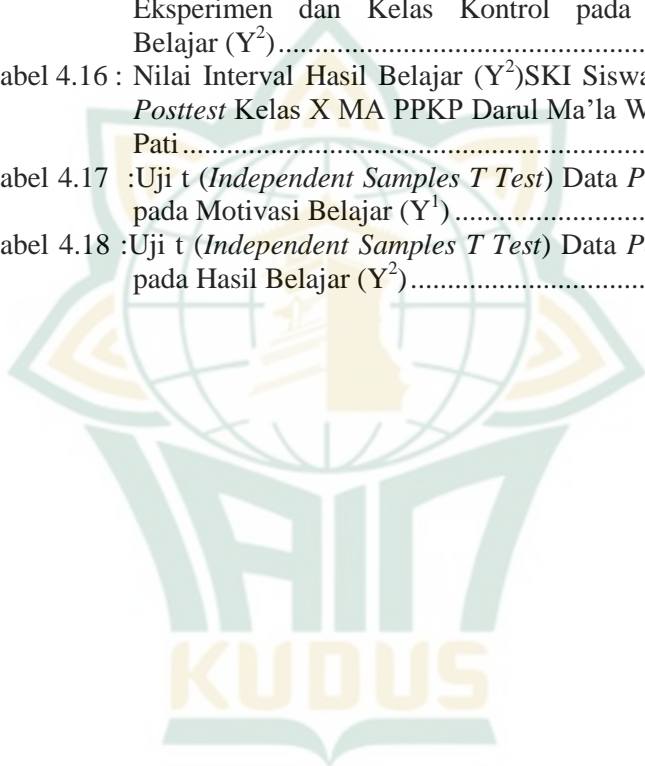 Eksperimen dan Kelas Kontrol pada
Belajar (Y²)..................................................
abel 4.16 : Nilai Interval Hasil Belajar (Y²)SKI Siswa
Posttest Kelas X MA PPKP Darul Ma’la W
Pati................................................................
abel 4.17 :Uji t (Independent Samples T Test) Data P
pada Motivasi Belajar (Y¹)..........................
abel 4.18 :Uji t (Independent Samples T Test) Data P
pada Hasil Belajar (Y²)................................
IAIN
KUDUS